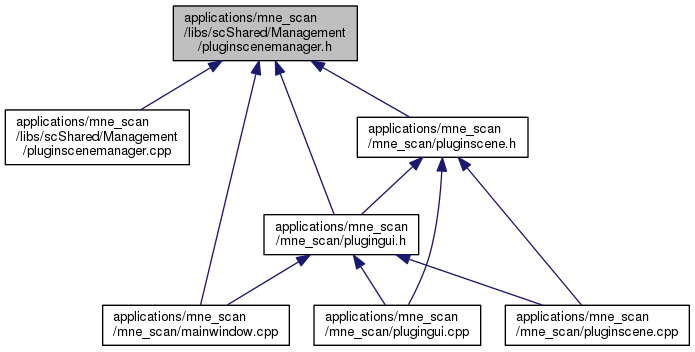 applications/mne_scan
/libs/scShared/Management
/pluginscenemanager.h
applications/mne_scan
/libs/scShared/Management
/pluginscenemanager.cpp
applications/mne_scan
/mne_scan/pluginscene.h
applications/mne_scan
/mne_scan/plugingui.h
applications/mne_scan
/mne_scan/mainwindow.cpp
applications/mne_scan
/mne_scan/plugingui.cpp
applications/mne_scan
/mne_scan/pluginscene.cpp